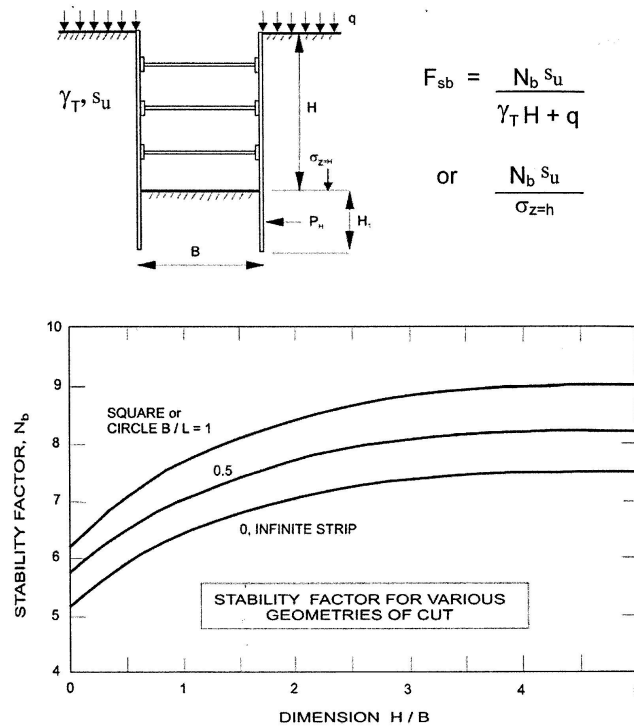 q
γT, su
H
σz=H
PH
H1
B
Fsb = Nb su
γT H + q
or Nb su
σz=h
10
9
8
7
6
5
4
STABILITY FACTOR, Nb
SQUARE or
CIRCLE B / L = 1
0.5
0, INFINITE STRIP
STABILITY FACTOR FOR VARIOUS
GEOMETRIES OF CUT
0 1 2 3 4 5
DIMENSION H / B